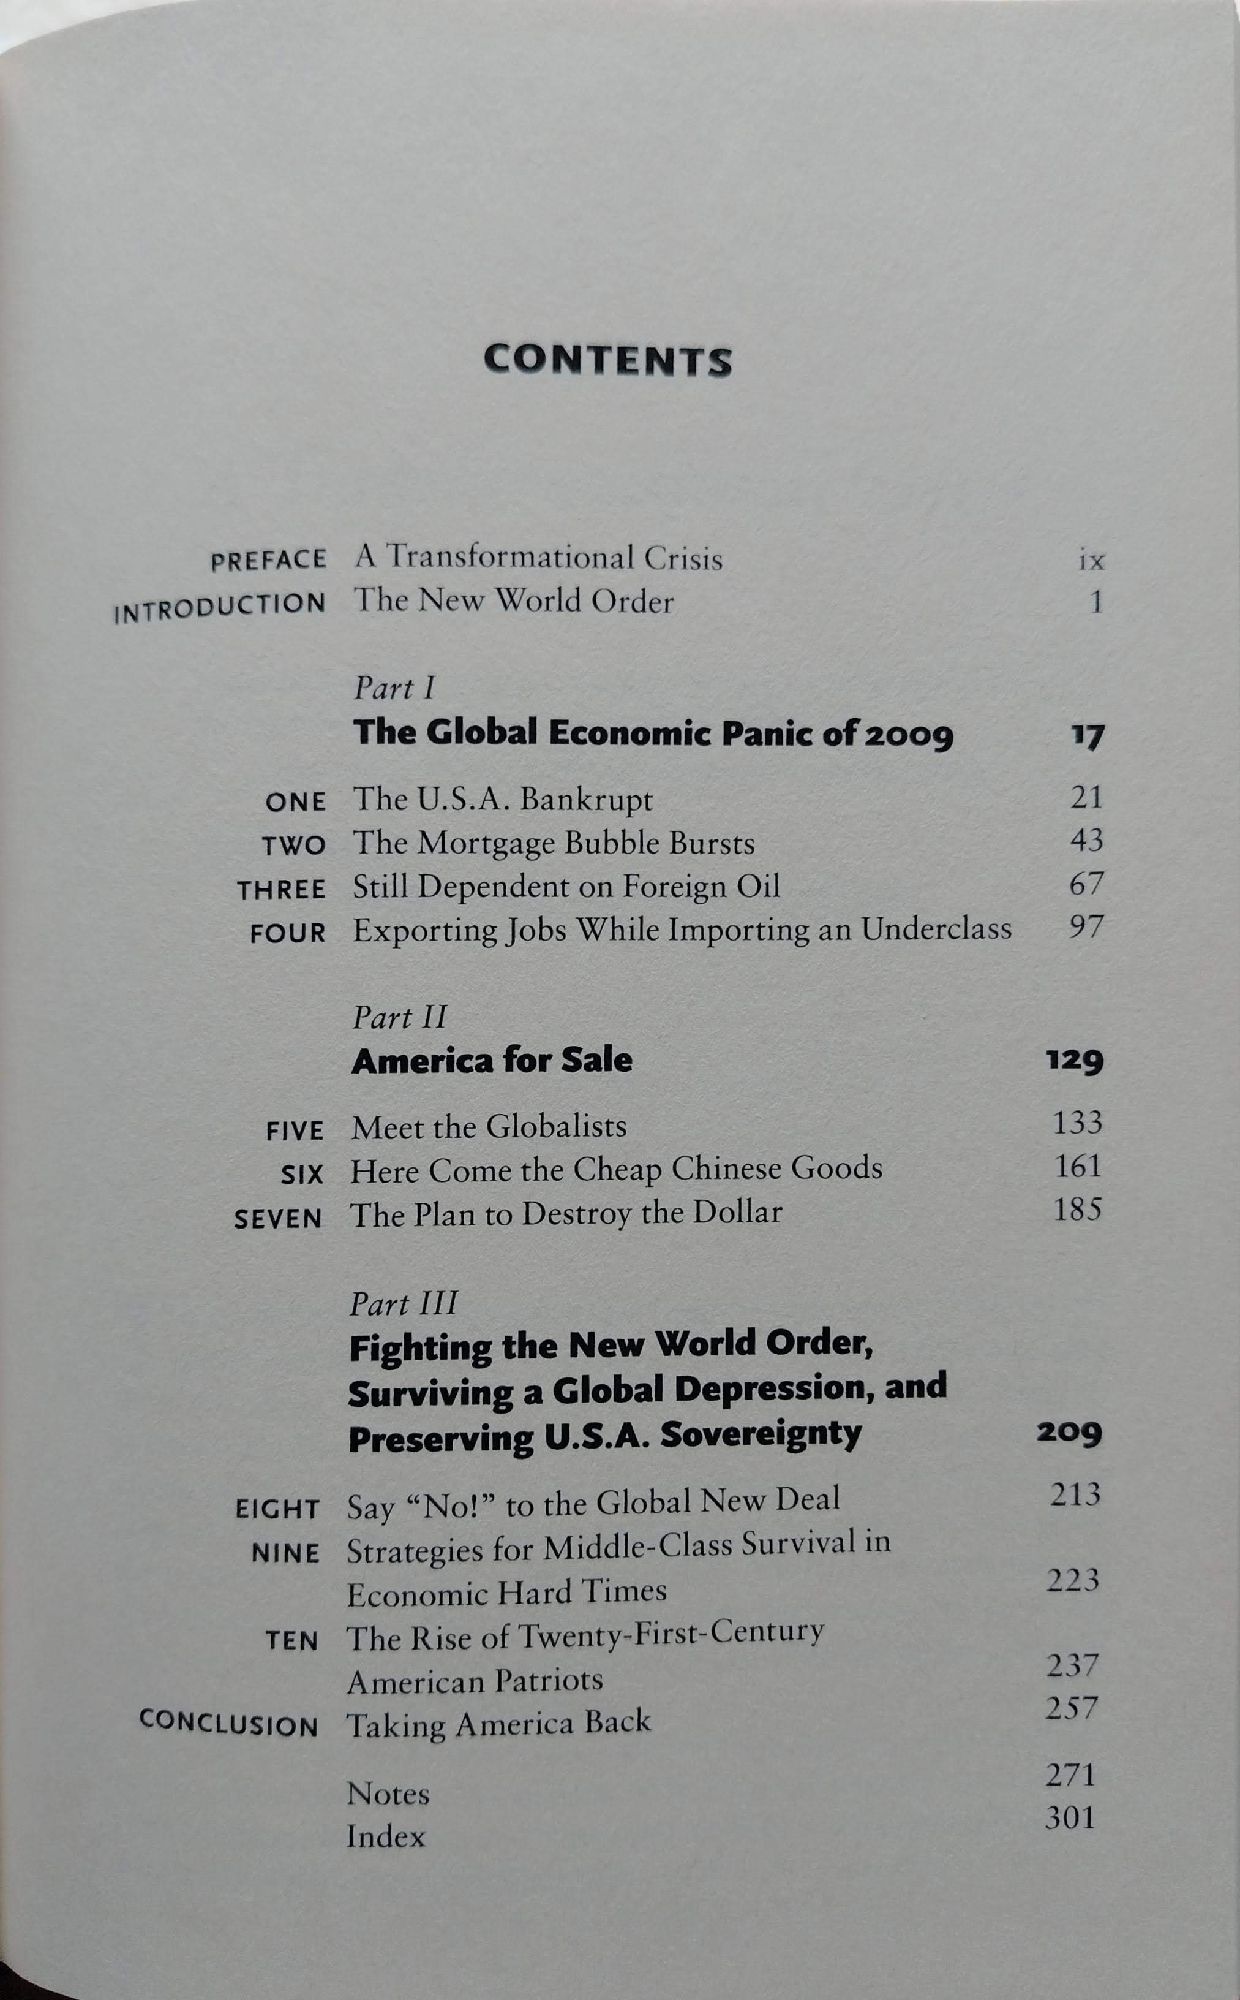 CONTENTS
PREFACE A Transformational Crisis ix
INTRODUCTION The New World Order 1
Part I
The Global Economic Panic of 2009 17
ONE The U.S.A. Bankrupt 21
TWO The Mortgage Bubble Bursts 43
THREE Still Dependent on Foreign Oil 67
FOUR Exporting Jobs While Importing an Underclass 97
Part II
America for Sale 129
FIVE Meet the Globalists 133
SIX Here Come the Cheap Chinese Goods 161
SEVEN The Plan to Destroy the Dollar 185
Part III
Fighting the New World Order,
Surviving a Global Depression, and
Preserving U.S.A. Sovereignty 209
EIGHT Say “No!” to the Global New Deal 213
NINE Strategies for Middle-Class Survival in
Economic Hard Times 223
TEN The Rise of Twenty-First-Century
American Patriots 237
CONCLUSION Taking America Back 257
Notes 271
Index 301